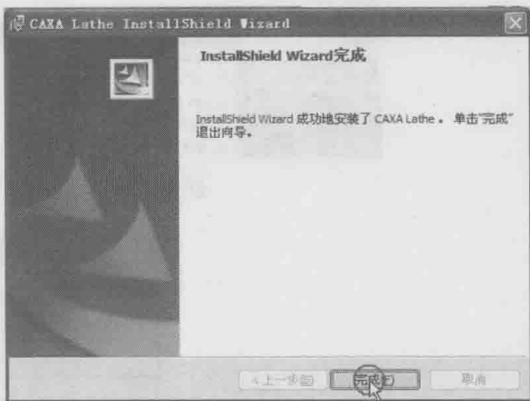 CAXA Lathe InstallShield Wizard
InstallShield Wizard完成
InstallShield Wizard 成功地安装了 CAXA Lathe 。 单击“完成”
退出向导。
<上一步(B) 完成(F) 取消